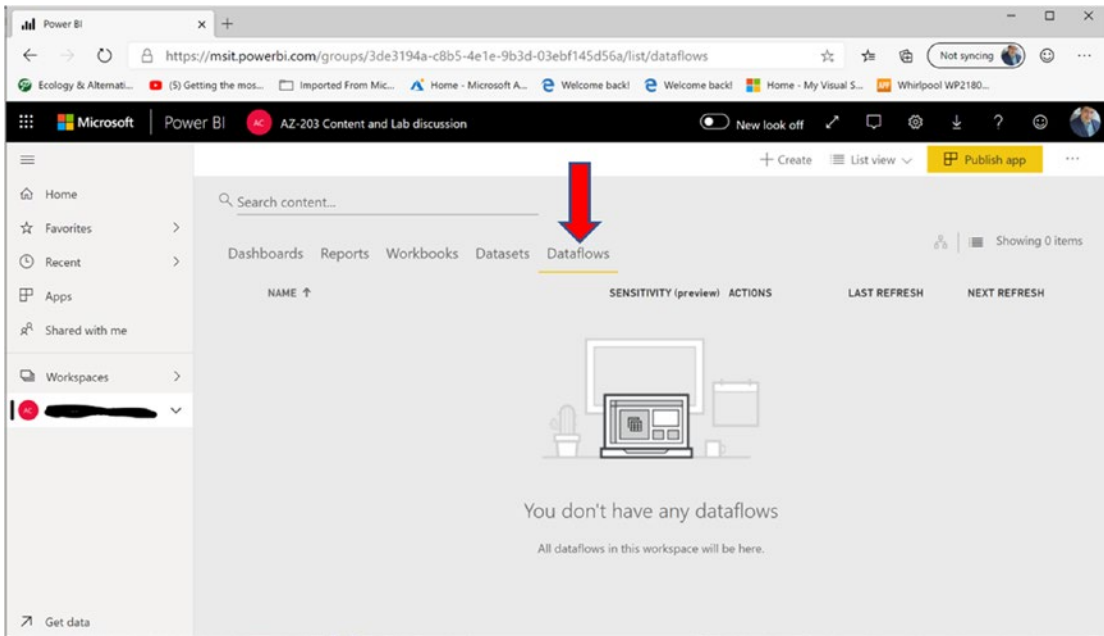 Power BI
https://msit.powerbi.com/groups/3de3194a-c8b5-4e1e-9b3d-03ebf145d56a/list/dataflows Not syncing
Ecology & Alternati... (5) Getting the mos... Imported From Mic... Home - Microsoft A... Welcome back! Welcome back! Home - My Visual S... Whirlpool WP2180...
Microsoft Power BI AC AZ-203 Content and Lab discussion New look off
Create List view Publish app
Home
Search content...
Favorites
Showing 0 items
Dashboards Reports Workbooks Datasets Dataflows
Recent
NAME SENSITIVITY (preview) ACTIONS LAST REFRESH NEXT REFRESH
Apps
Shared with me
Workspaces
AC
You don't have any dataflows
All dataflows in this workspace will be here.
Get data